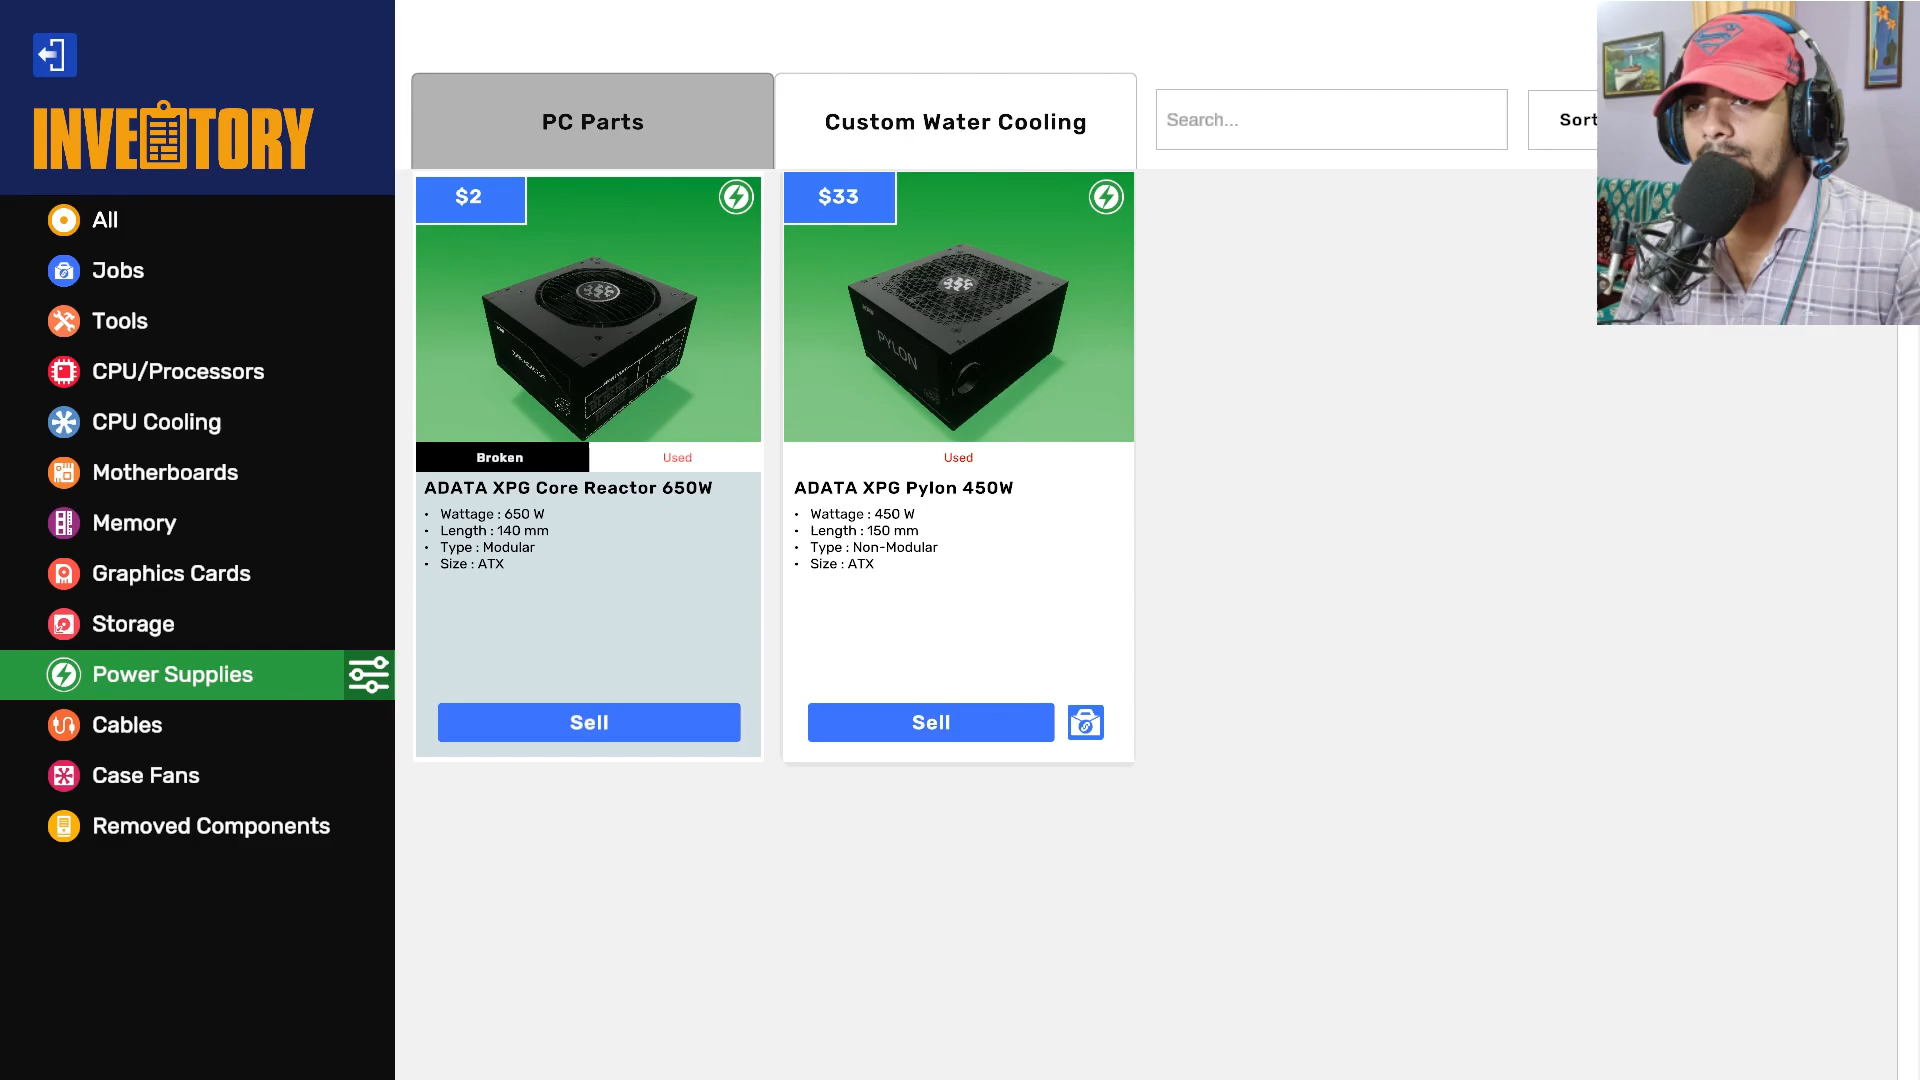 INVENTORY
All
Jobs
Tools
CPU/Processors
CPU Cooling
Motherboards
Memory
Graphics Cards
Storage
Power Supplies
Cables
Case Fans
Removed Components
PC Parts
Custom Water Cooling
Search...
Sort
$2
Broken
Used
ADATA XPG Core Reactor 650W
• Wattage : 650 W
• Length : 140 mm
• Type : Modular
• Size : ATX
Sell
$33
PYLON
Used
ADATA XPG Pylon 450W
• Wattage : 450 W
• Length : 150 mm
• Type : Non-Modular
• Size : ATX
Sell